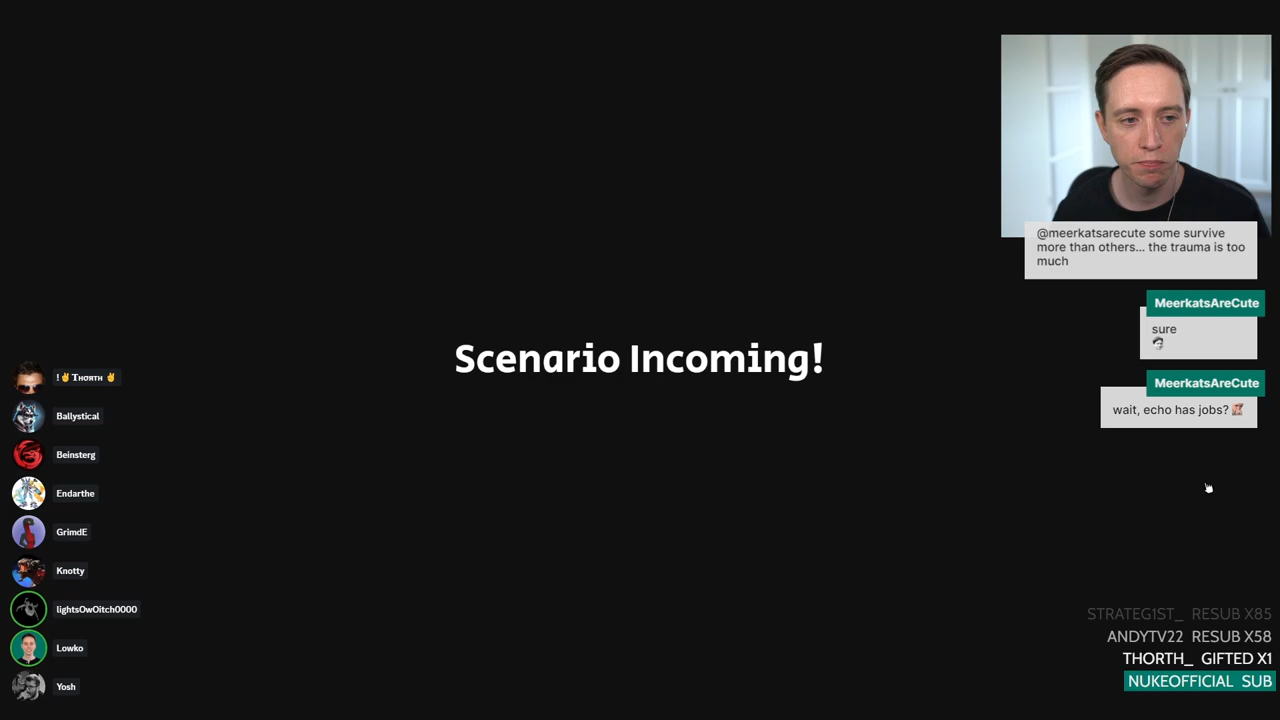 @meerkatsarecute some survive
more than others... the trauma is too
much
MeerkatsAreCute
sure
MeerkatsAreCute
wait, echo has jobs?
Scenario Incoming!
! ✌ Tʜσʀᴛʜ ✌
Ballystical
Beinsterg
Endarthe
GrimdE
Knotty
lightsOwOitch0000
Lowko
Yosh
STRATEG1ST_ RESUB X85
ANDYTV22 RESUB X58
THORTH_ GIFTED X1
NUKEOFFICIAL SUB